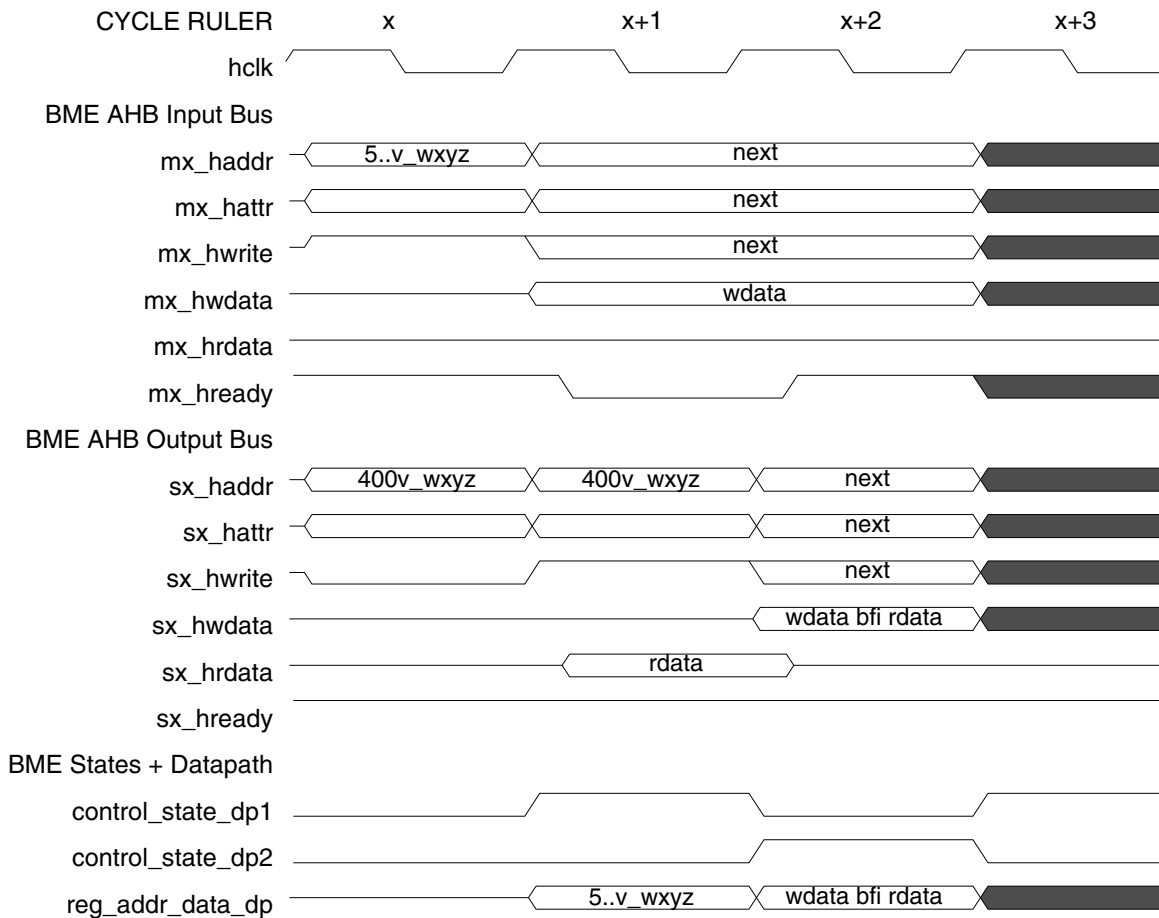 CYCLE RULER x x+1 x+2 x+3
hclk
BME AHB Input Bus
mx_haddr 5..v_wxyz next
mx_hattr next
mx_hwrite next
mx_hwdata wdata
mx_hrdata
mx_hready
BME AHB Output Bus
sx_haddr 400v_wxyz 400v_wxyz next
sx_hattr next
sx_hwrite next
sx_hwdata wdata bfi rdata
sx_hrdata rdata
sx_hready
BME States + Datapath
control_state_dp1
control_state_dp2
reg_addr_data_dp 5..v_wxyz wdata bfi rdata